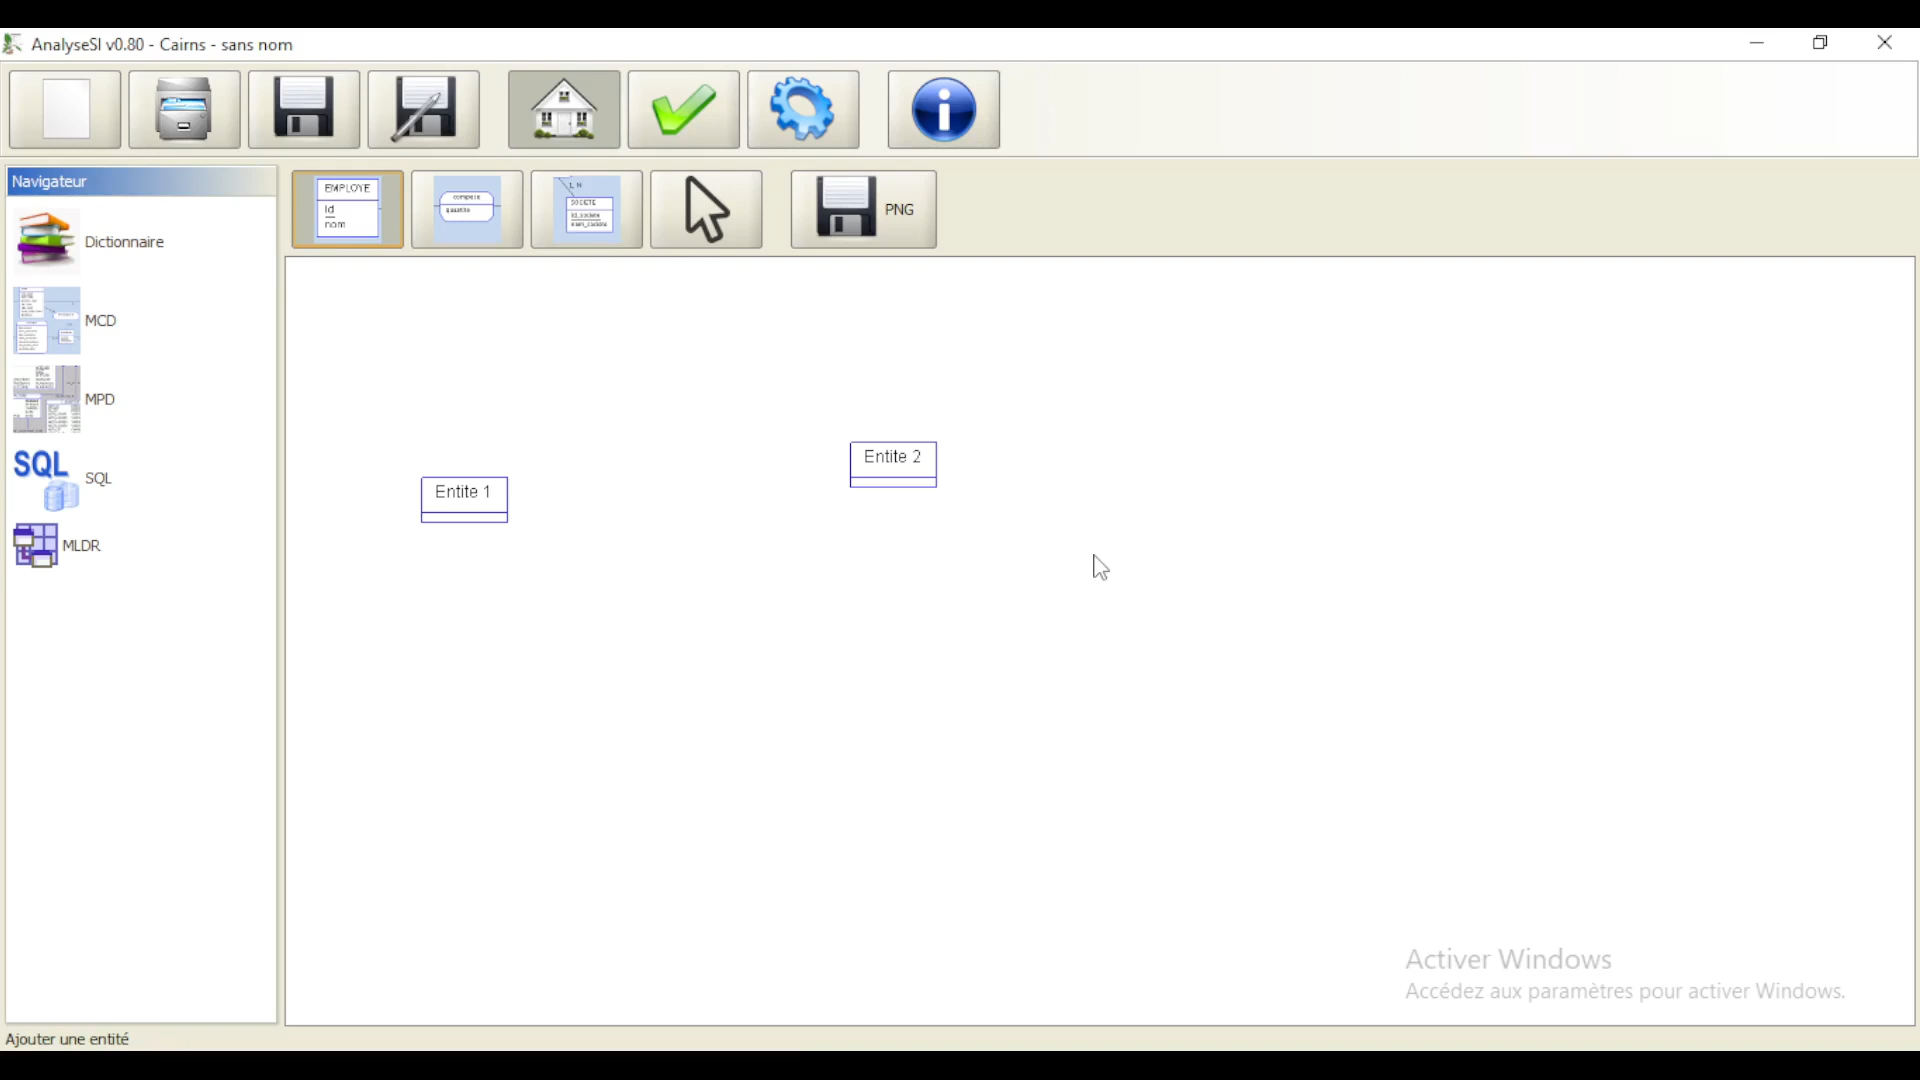 AnalyseSI v0.80 - Cairns - sans nom
Navigateur
EMPLOYE
id
nom
SOCIETE
PNG
Dictionnaire
MCD
MPD
SQL
SQL
MLDR
Entite 1
Entite 2
Activer Windows
Accédez aux paramètres pour activer Windows.
Ajouter une entité